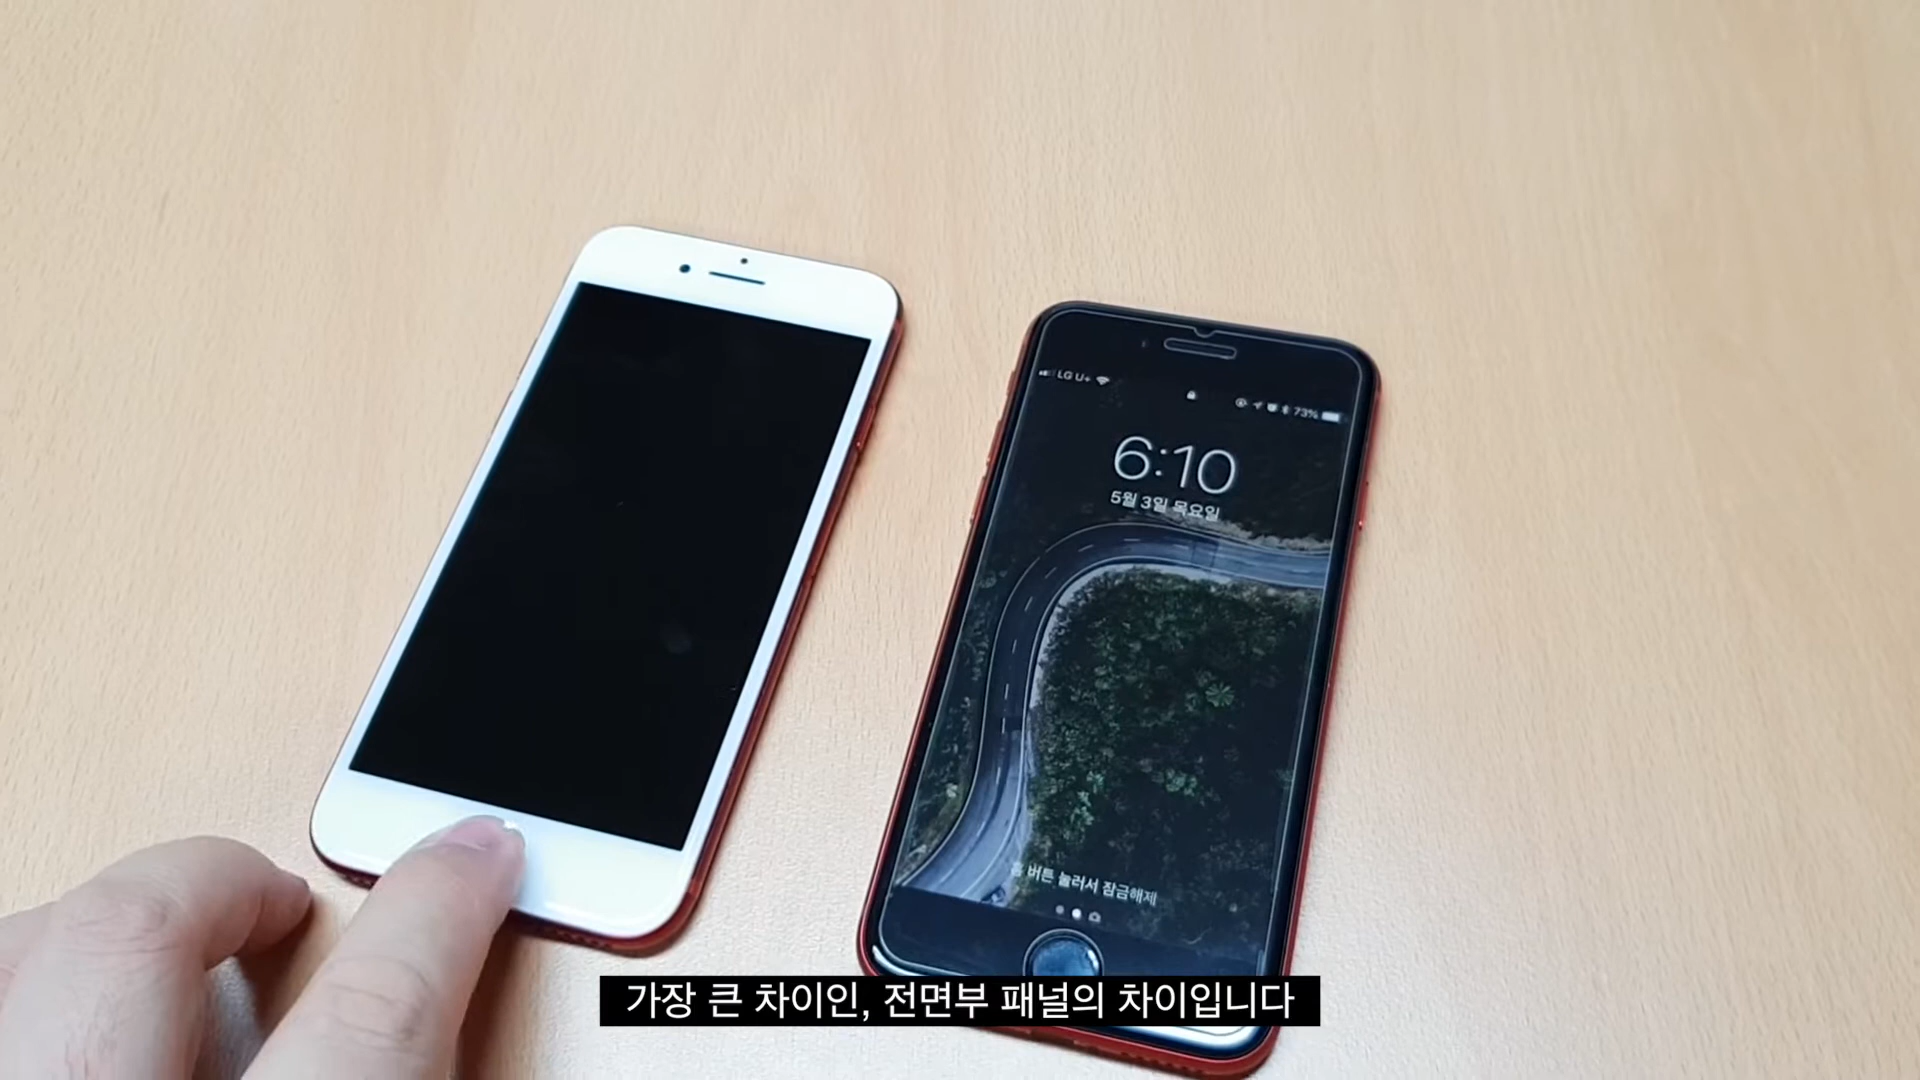 LG U+
73%
6:10
5월 3일 목요일
홈 버튼 눌러서 잠금해제
가장 큰 차이인, 전면부 패널의 차이입니다